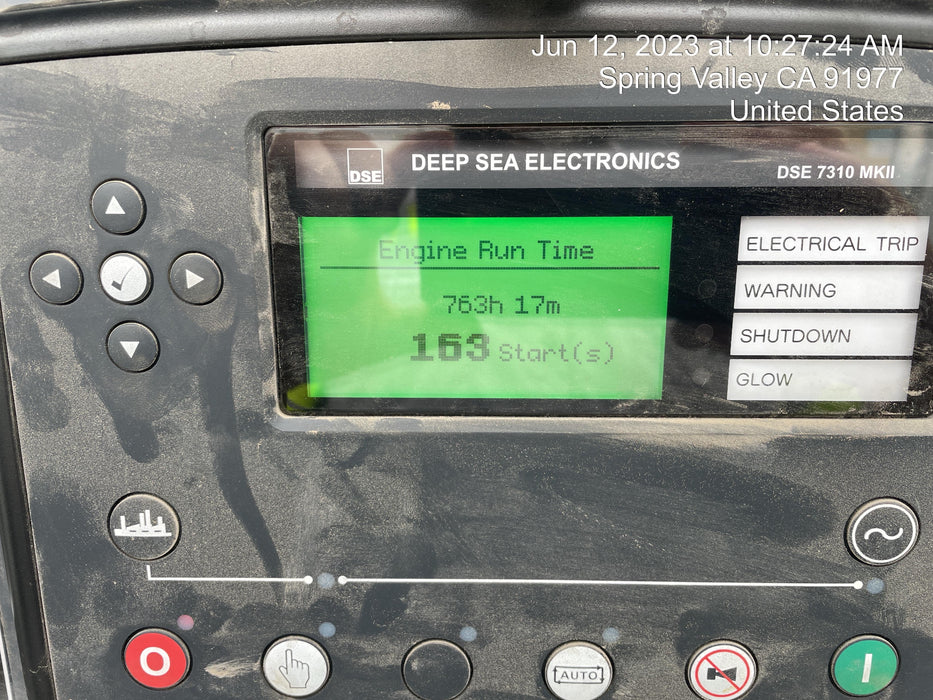 Jun 12, 2023 at 10:27:24 AM
Spring Valley CA 91977
United States
DSE
DEEP SEA ELECTRONICS
DSE 7310 MKII
Engine Run Time
763h 17m
163 Start(s)
ELECTRICAL TRIP
WARNING
SHUTDOWN
GLOW
O
AUTO
I